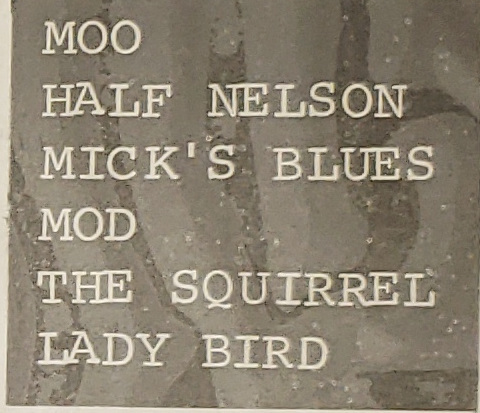 MOO
HALF NELSON
MICK'S BLUES
MOD
THE SQUIRREL
LADY BIRD